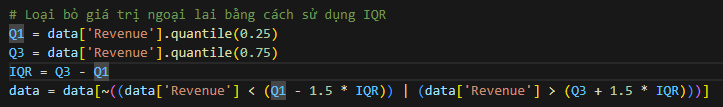 # Loại bỏ giá trị ngoại lai bằng cách sử dụng IQR
Q1 = data['Revenue'].quantile(0.25)
Q3 = data['Revenue'].quantile(0.75)
IQR = Q3 - Q1
data = data[~((data['Revenue'] < (Q1 - 1.5 * IQR)) | (data['Revenue'] > (Q3 + 1.5 * IQR)))]